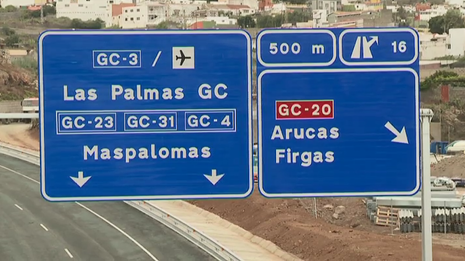 GC-3 /
Las Palmas GC
GC-23 GC-31 GC-4
Maspalomas
500 m 16
GC-20
Arucas
Firgas